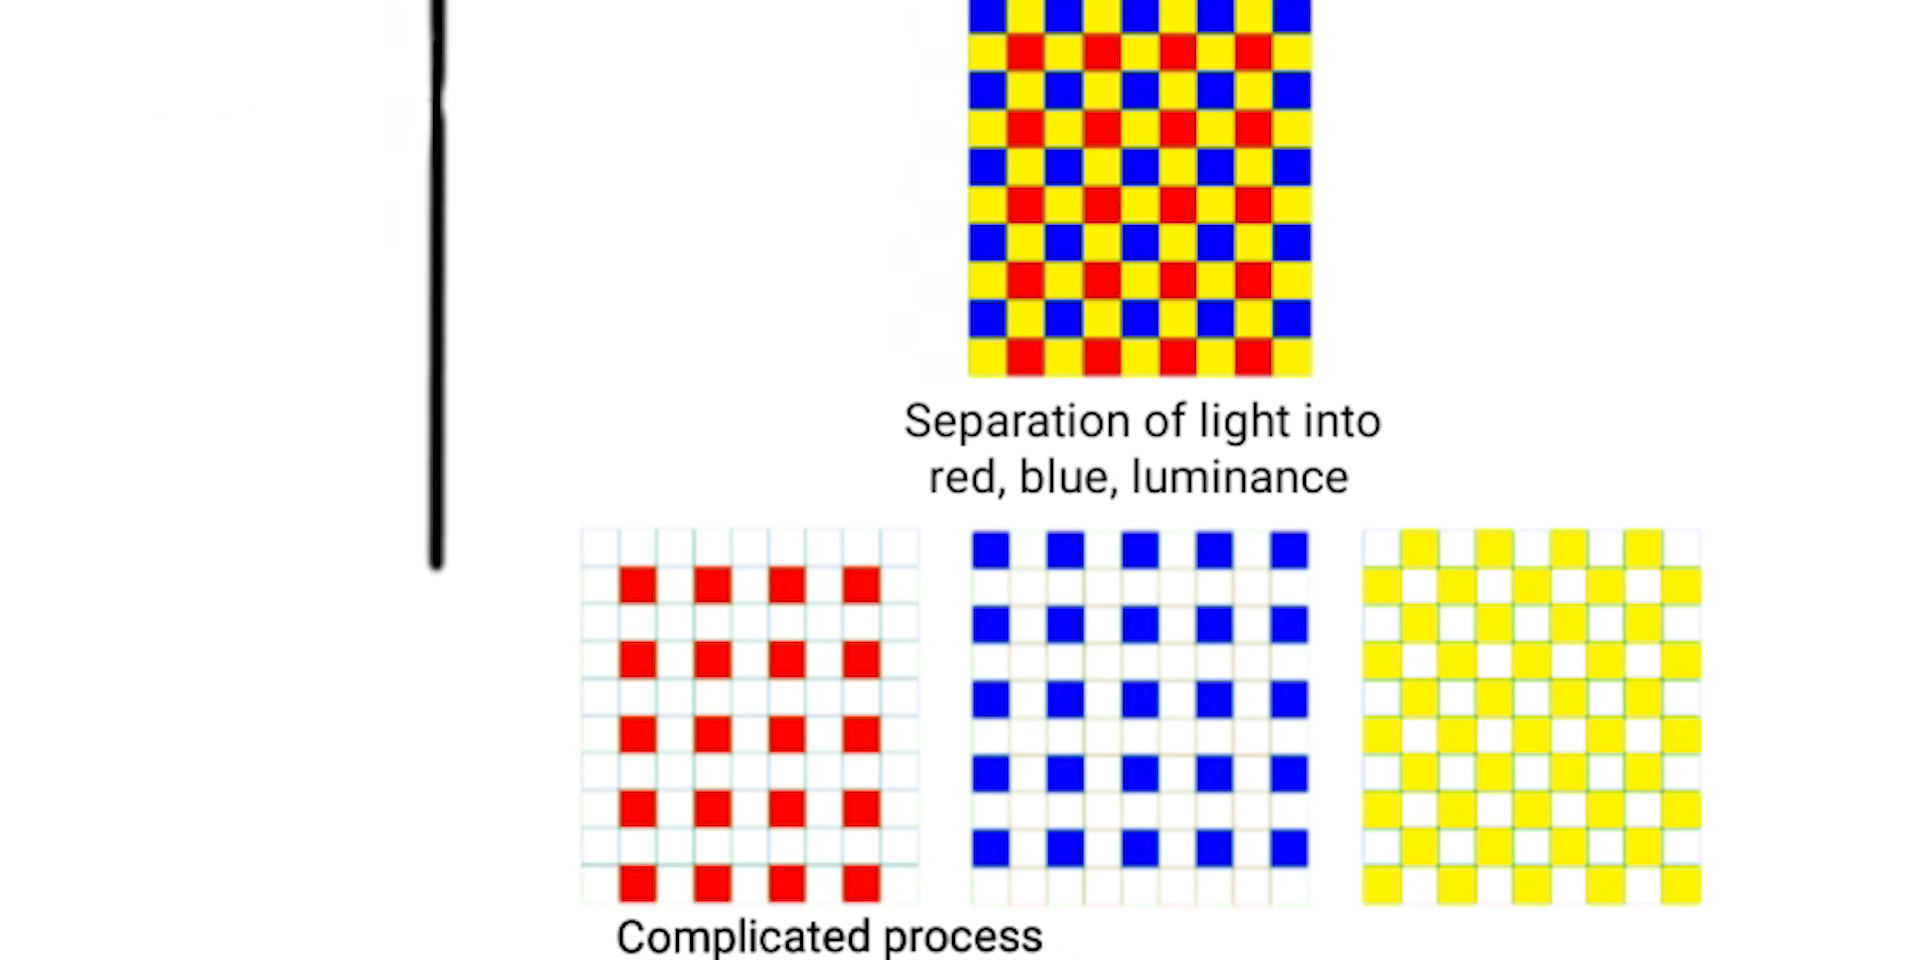 Separation of light into
red, blue, luminance
Complicated process